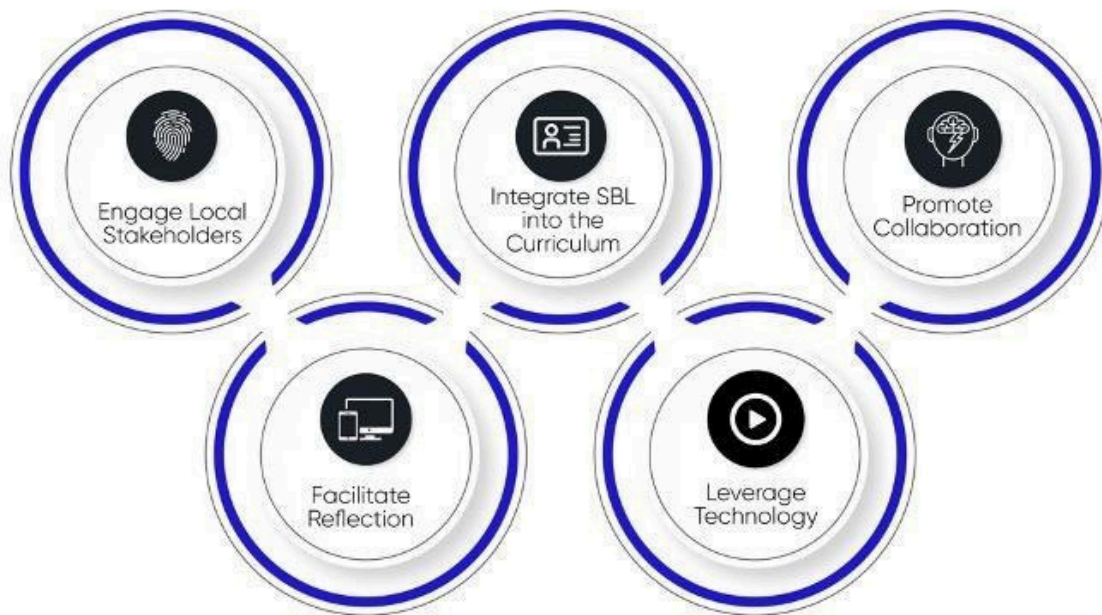 Engage Local
Stakeholders
Integrate SBL
into the
Curriculum
Promote
Collaboration
Facilitate
Reflection
Leverage
Technology